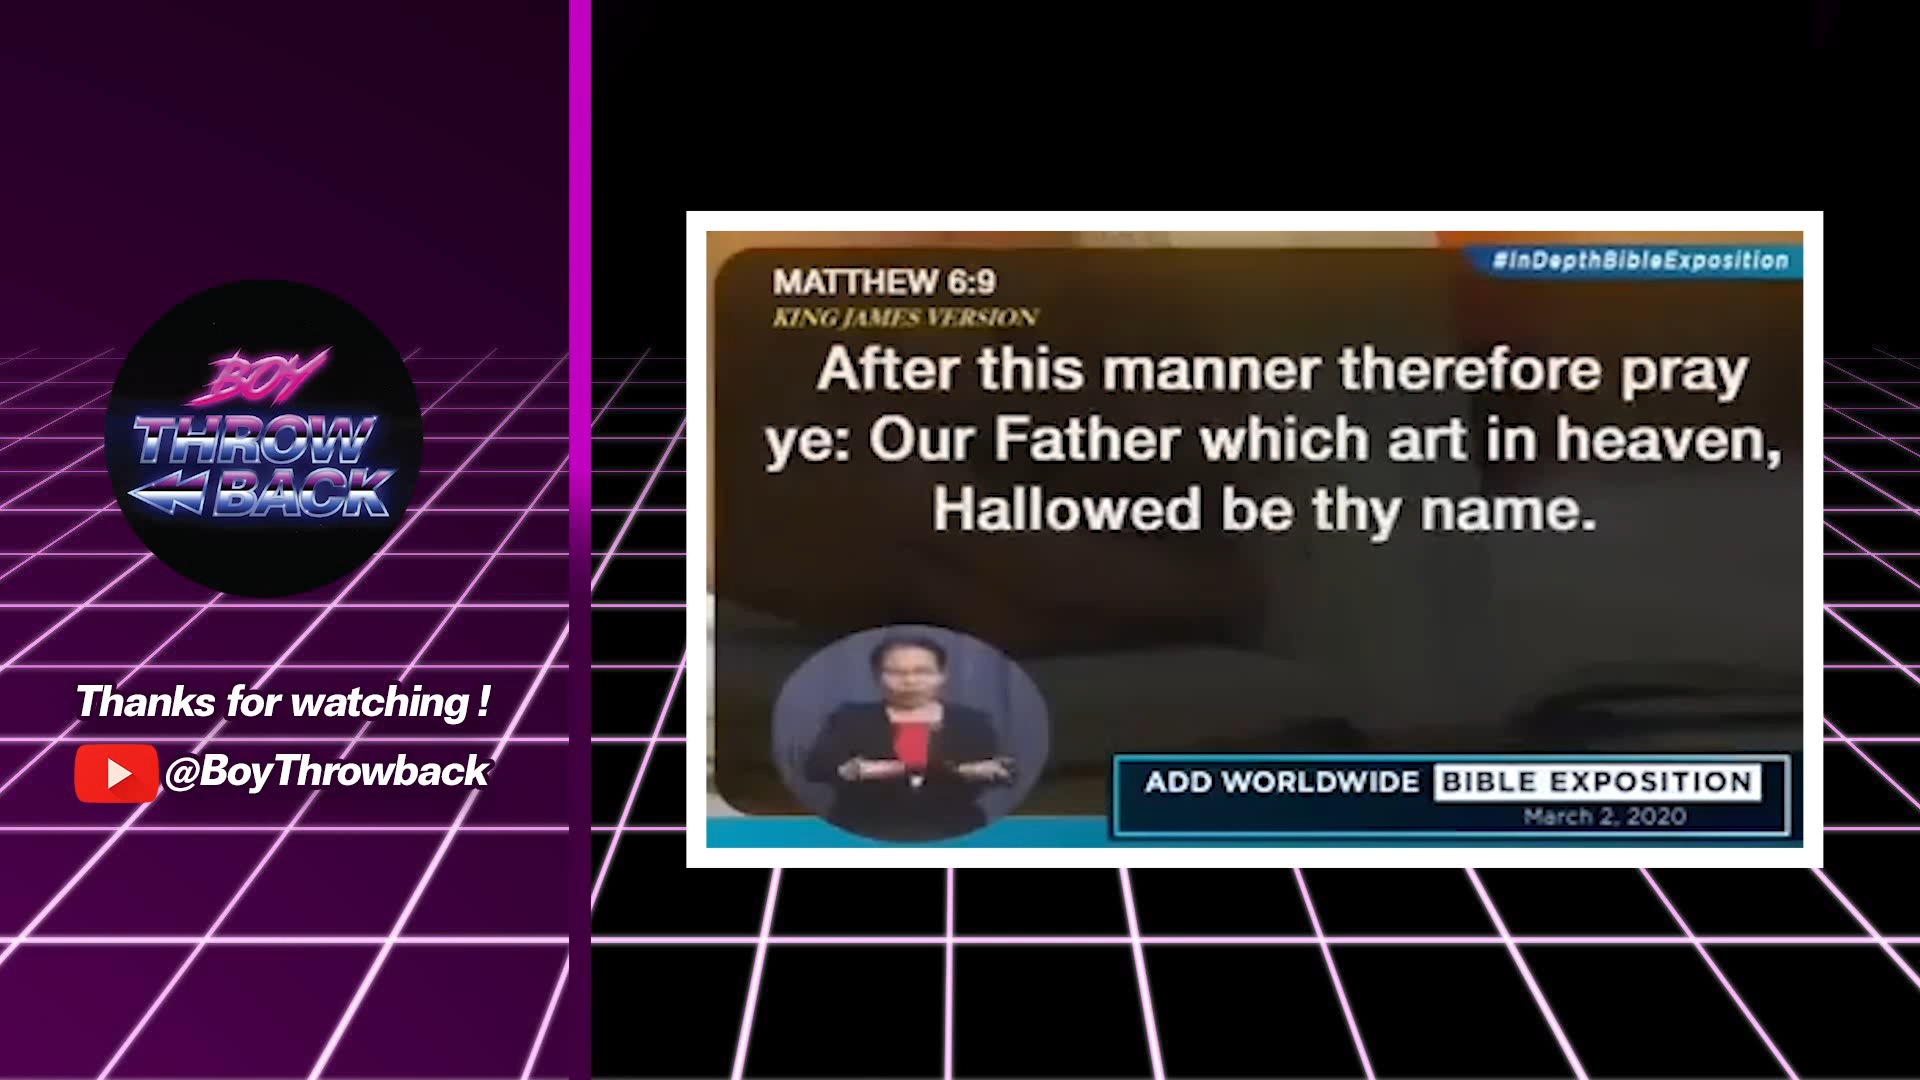 BOY
THROW
BACK
Thanks for watching !
@BoyThrowback
#InDepthBibleExposition
MATTHEW 6:9
KING JAMES VERSION
After this manner therefore pray
ye: Our Father which art in heaven,
Hallowed be thy name.
ADD WORLDWIDE BIBLE EXPOSITION
March 2, 2020